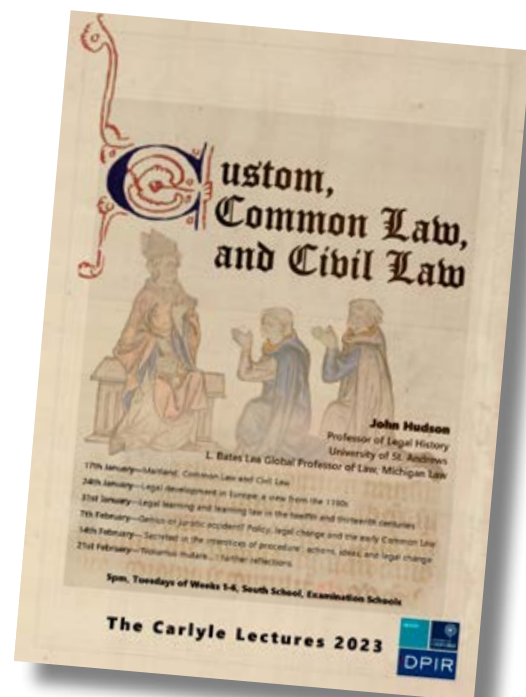 Custom,
Common Law,
and Civil Law
John Hudson
Professor of Legal History
University of St. Andrews
L. Bates Lea Global Professor of Law, Michigan Law
17th January—Maitland, Common Law and Civil Law
24th January—Legal development in Europe: a view from the 1180s
31st January—Legal learning and learning law in the twelfth and thirteenth centuries
7th February—Genius or juristic accident? Policy, legal change and the early Common Law
14th February—'Secreted in the interstices of procedure': actions, ideas, and legal change
21st February—'Nolumus mutare...': further reflections
5pm, Tuesdays of Weeks 1-6, South School, Examination Schools
The Carlyle Lectures 2023
DPIR